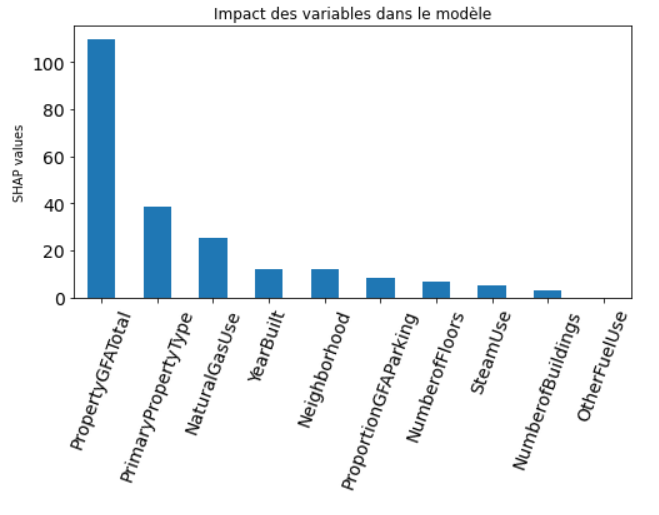 Impact des variables dans le modèle
SHAP values
100
80
60
40
20
0
PropertyGFATotal
PrimaryPropertyType
NaturalGasUse
YearBuilt
Neighborhood
ProportionGFAParking
NumberofFloors
SteamUse
NumberofBuildings
OtherFuelUse